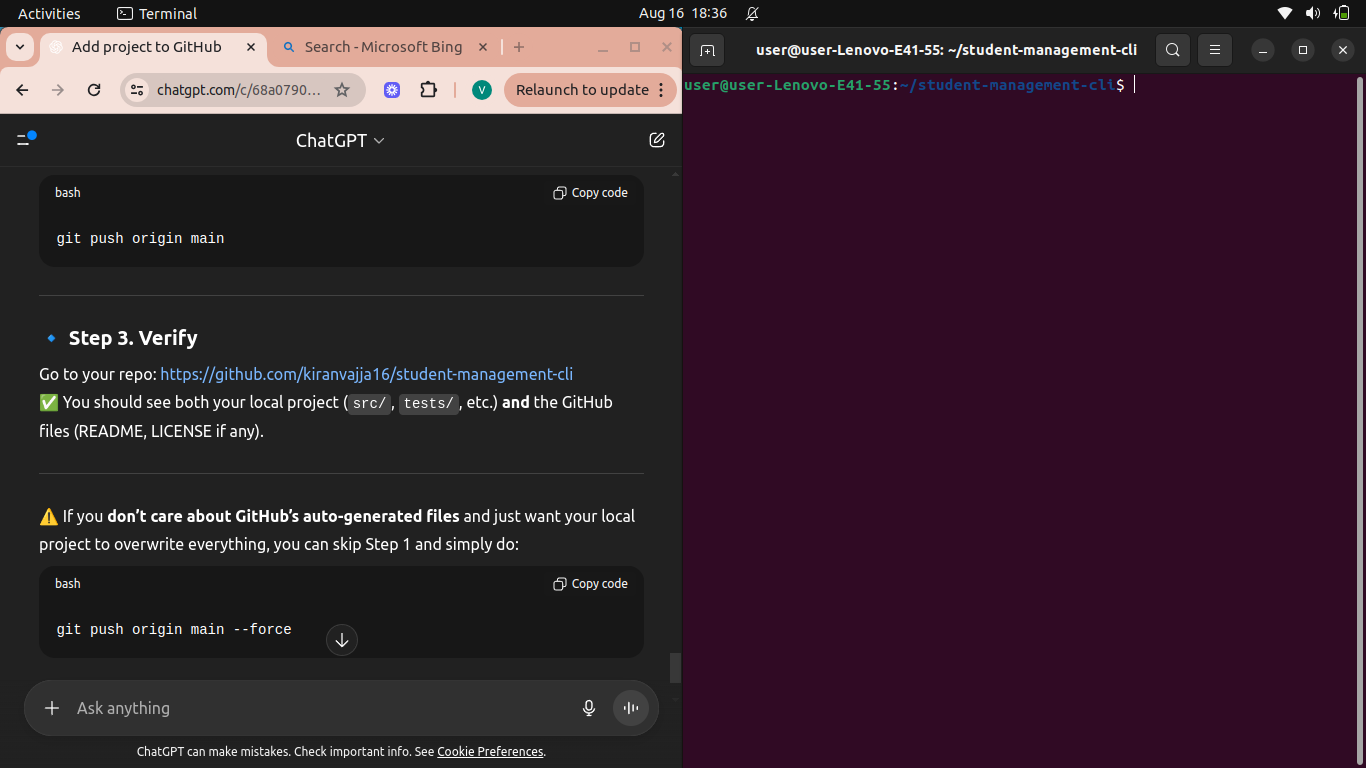 Activities
Terminal
Aug 16 18:36
Add project to GitHub
Search - Microsoft Bing
chatgpt.com/c/68a0790...
V
Relaunch to update
ChatGPT
bash
Copy code
git push origin main
Step 3. Verify
Go to your repo: https://github.com/kiranvajja16/student-management-cli
✅ You should see both your local project (src/, tests/, etc.) and the GitHub
files (README, LICENSE if any).
⚠️ If you don’t care about GitHub’s auto-generated files and just want your local
project to overwrite everything, you can skip Step 1 and simply do:
bash
Copy code
git push origin main --force
Ask anything
ChatGPT can make mistakes. Check important info. See Cookie Preferences.
user@user-Lenovo-E41-55: ~/student-management-cli
user@user-Lenovo-E41-55:~/student-management-cli$